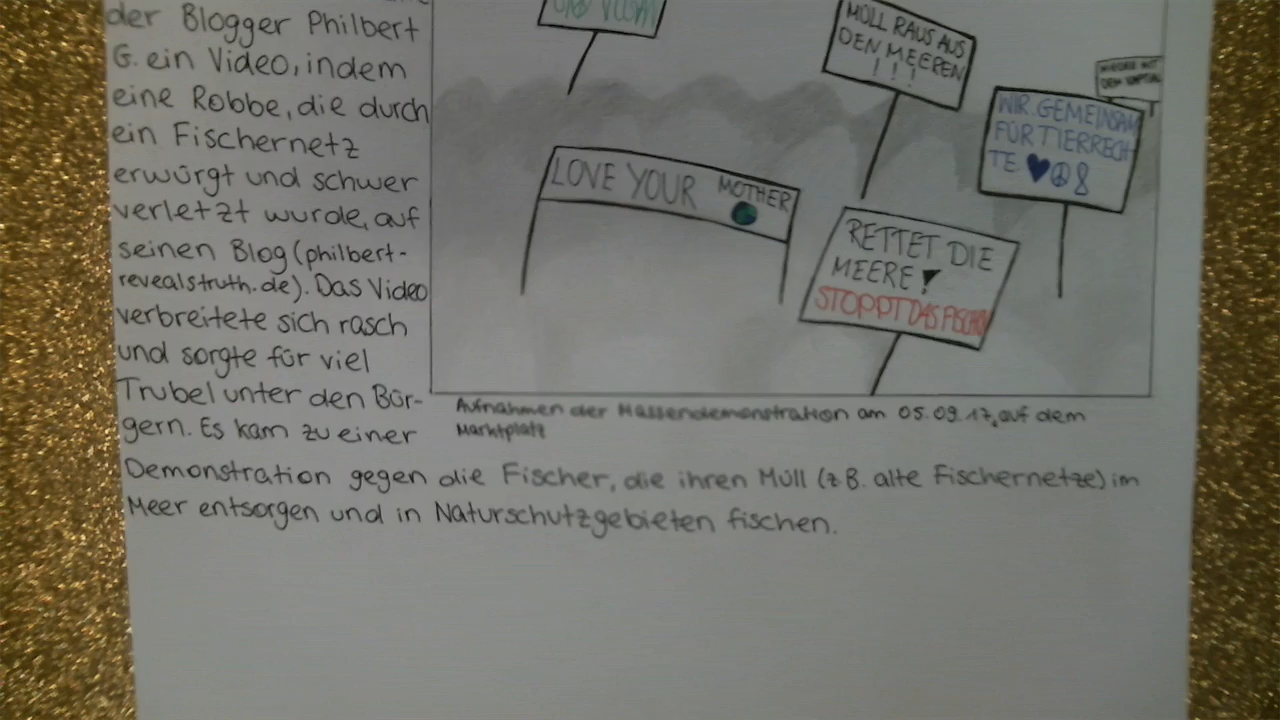 der Blogger Philbert
G. ein Video, indem
eine Robbe, die durch
ein Fischernetz
erwürgt und schwer
verletzt wurde, auf
seinen Blog (philbert-
revealstruth.de). Das Video
verbreitete sich rasch
und sorgte für viel
Trubel unter den Bür-
gern. Es kam zu einer
Demonstration gegen die Fischer, die ihren Müll (z.B. alte Fischernetze) im
Meer entsorgen und in Naturschutzgebieten fischen.
MÜLL RAUS AUS
DEN MEEREN
!!!
WIR GEMEINSAM
FÜR TIERRECH
TE
LOVE YOUR MOTHER
RETTET DIE
MEERE!
STOPPT DAS FISCHEN
Aufnahmen der Massendemonstration am 05.09.17, auf dem
Marktplatz